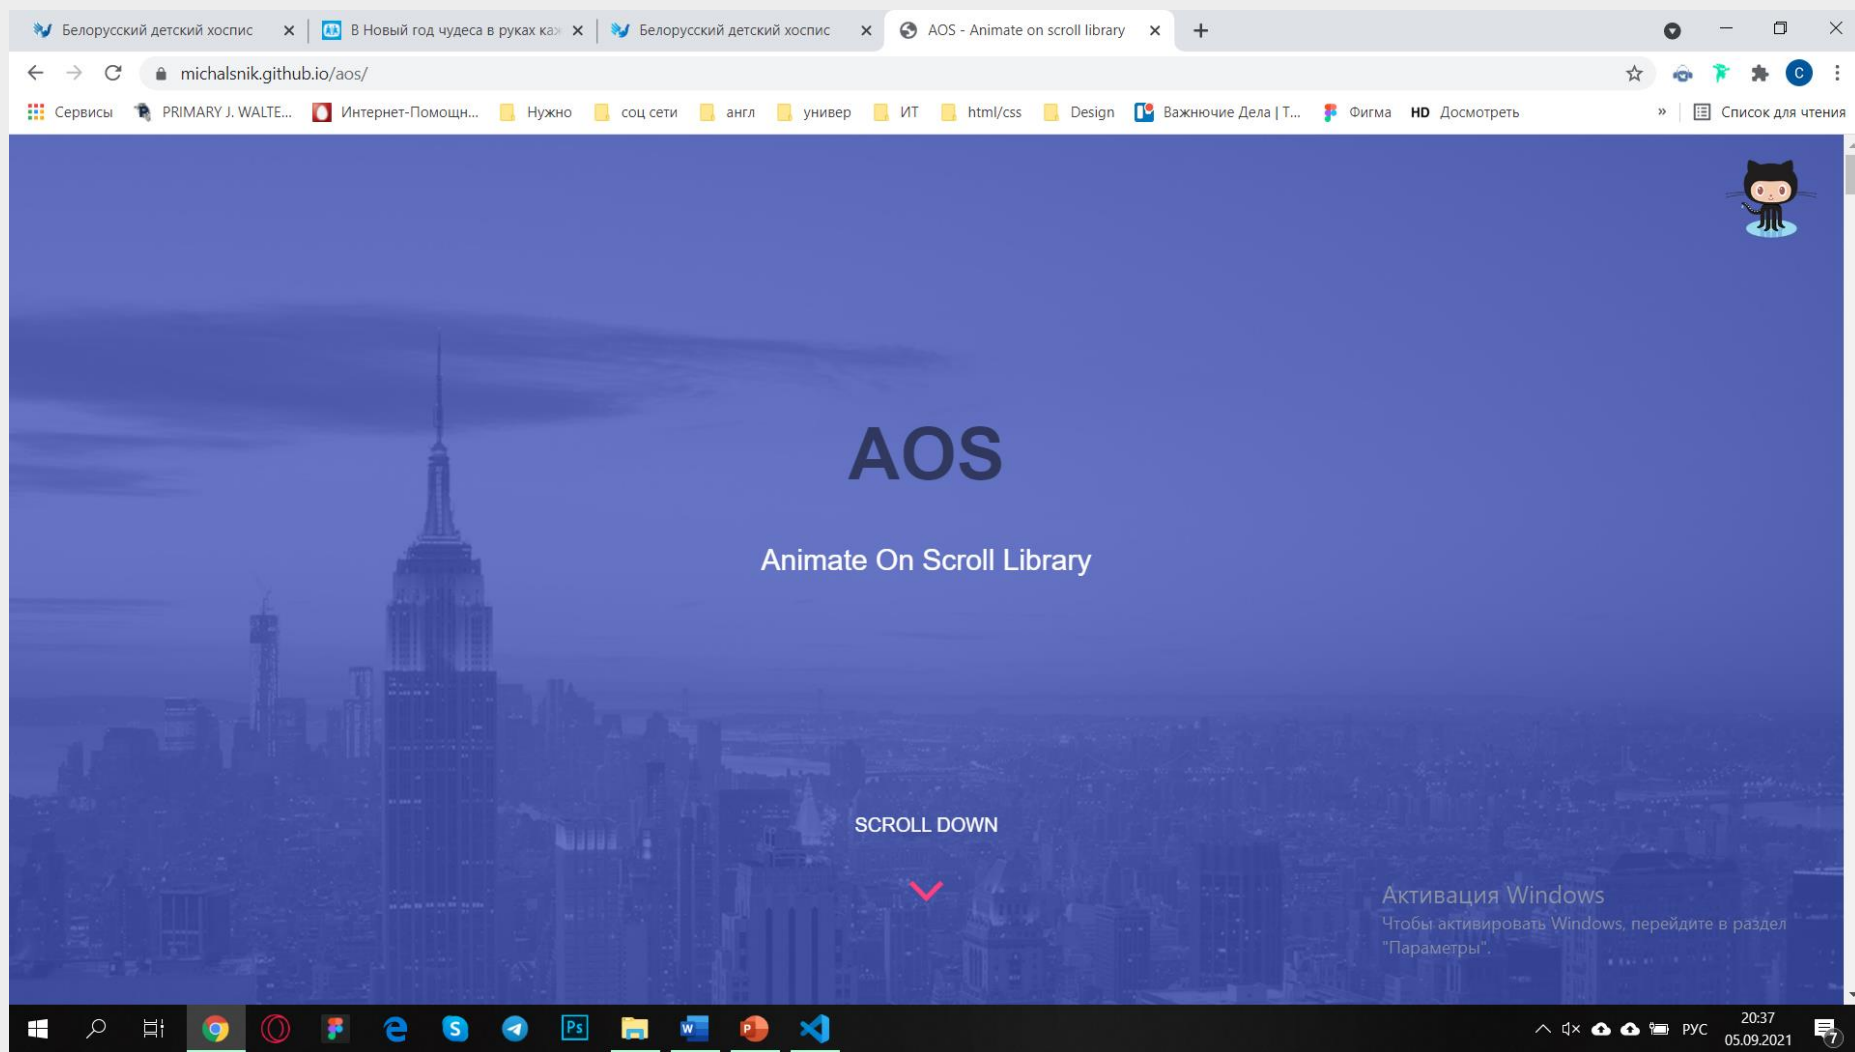 Белорусский детский хоспис
В Новый год чудеса в руках каж
Белорусский детский хоспис
AOS - Animate on scroll library
michalsnik.github.io/aos/
C
Сервисы
PRIMARY J. WALTE...
Интернет-Помощн...
Нужно
соц сети
англ
универ
ИТ
html/css
Design
Важнючие Дела | T...
Фигма
HD Досмотреть
»
Список для чтения
AOS
Animate On Scroll Library
SCROLL DOWN
Активация Windows
Чтобы активировать Windows, перейдите в раздел
"Параметры".
Ps
РУС
20:37
05.09.2021
7